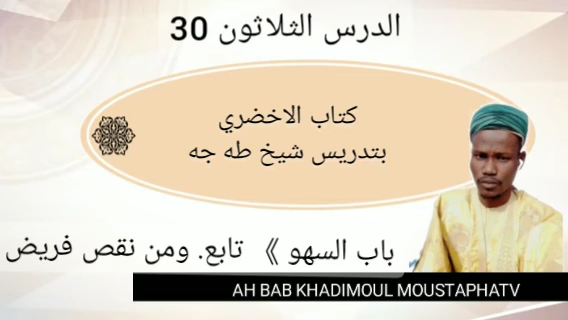 الدرس الثلاثون 30
كتاب الاخضري
بتدريس شيخ طه جه
باب السهو 》 تابع. ومن نقص فريض
AH BAB KHADIMOUL MOUSTAPHATV